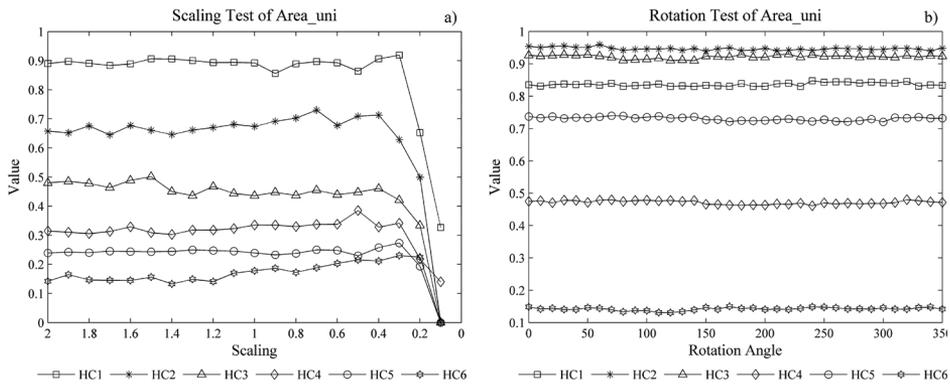 Scaling Test of Area_uni
a)
1
0.9
0.8
0.7
0.6
0.5
0.4
0.3
0.2
0.1
0
Value
2 1.8 1.6 1.4 1.2 1 0.8 0.6 0.4 0.2 0
Scaling
HC1 HC2 HC3 HC4 HC5 HC6
Rotation Test of Area_uni
b)
1
0.9
0.8
0.7
0.6
0.5
0.4
0.3
0.2
0.1
Value
0 50 100 150 200 250 300 350
Rotation Angle
HC1 HC2 HC3 HC4 HC5 HC6